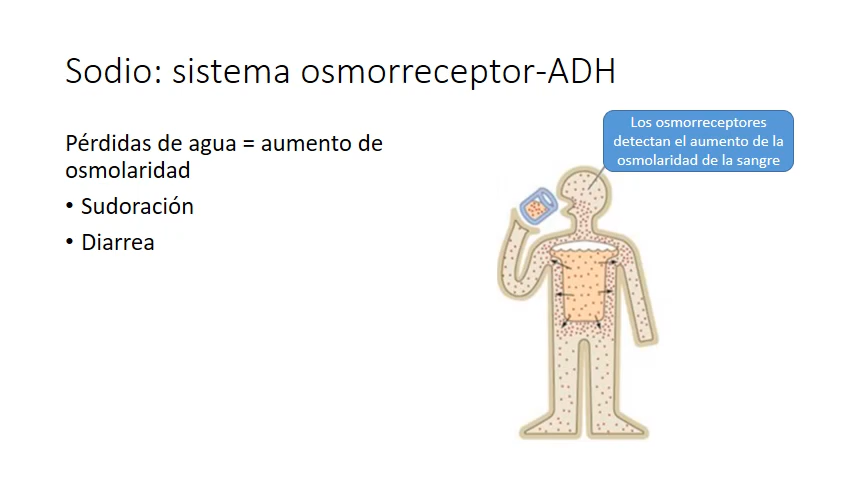 Sodio: sistema osmorreceptor-ADH
Pérdidas de agua = aumento de
osmolaridad
• Sudoración
• Diarrea
Los osmorreceptores
detectan el aumento de la
osmolaridad de la sangre